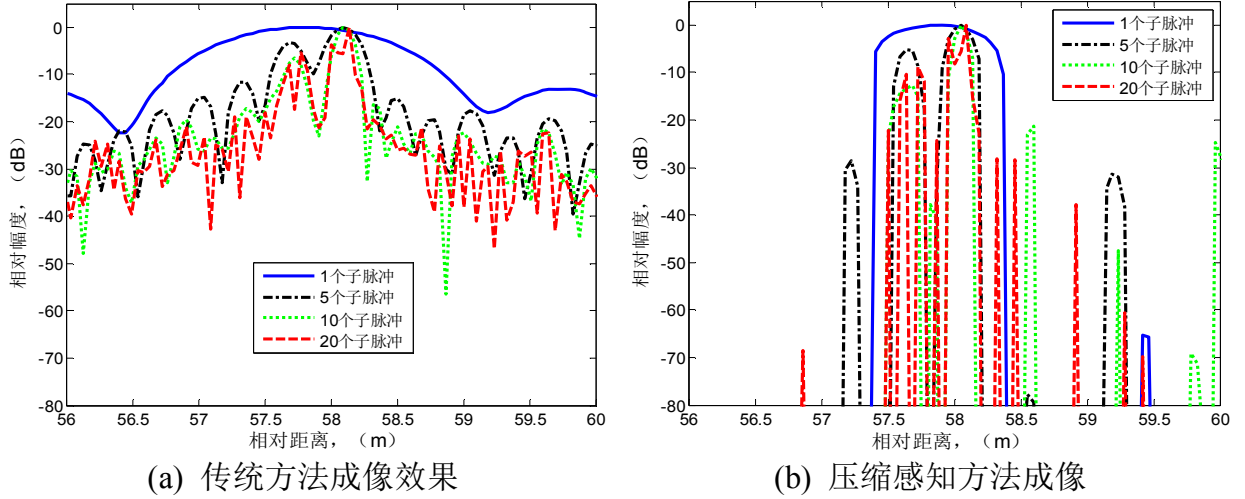 0
-10
-20
-30
-40
-50
-60
-70
-80
56
56.5
57
57.5
58
58.5
59
59.5
60
相对幅度，（dB）
相对距离，（m）
1个子脉冲
5个子脉冲
10个子脉冲
20个子脉冲
(a) 传统方法成像效果
0
-10
-20
-30
-40
-50
-60
-70
-80
56
57
57.5
58
58.5
59
59.5
60
相对幅度，（dB）
相对距离，（m）
1个子脉冲
5个子脉冲
10个子脉冲
20个子脉冲
(b) 压缩感知方法成像